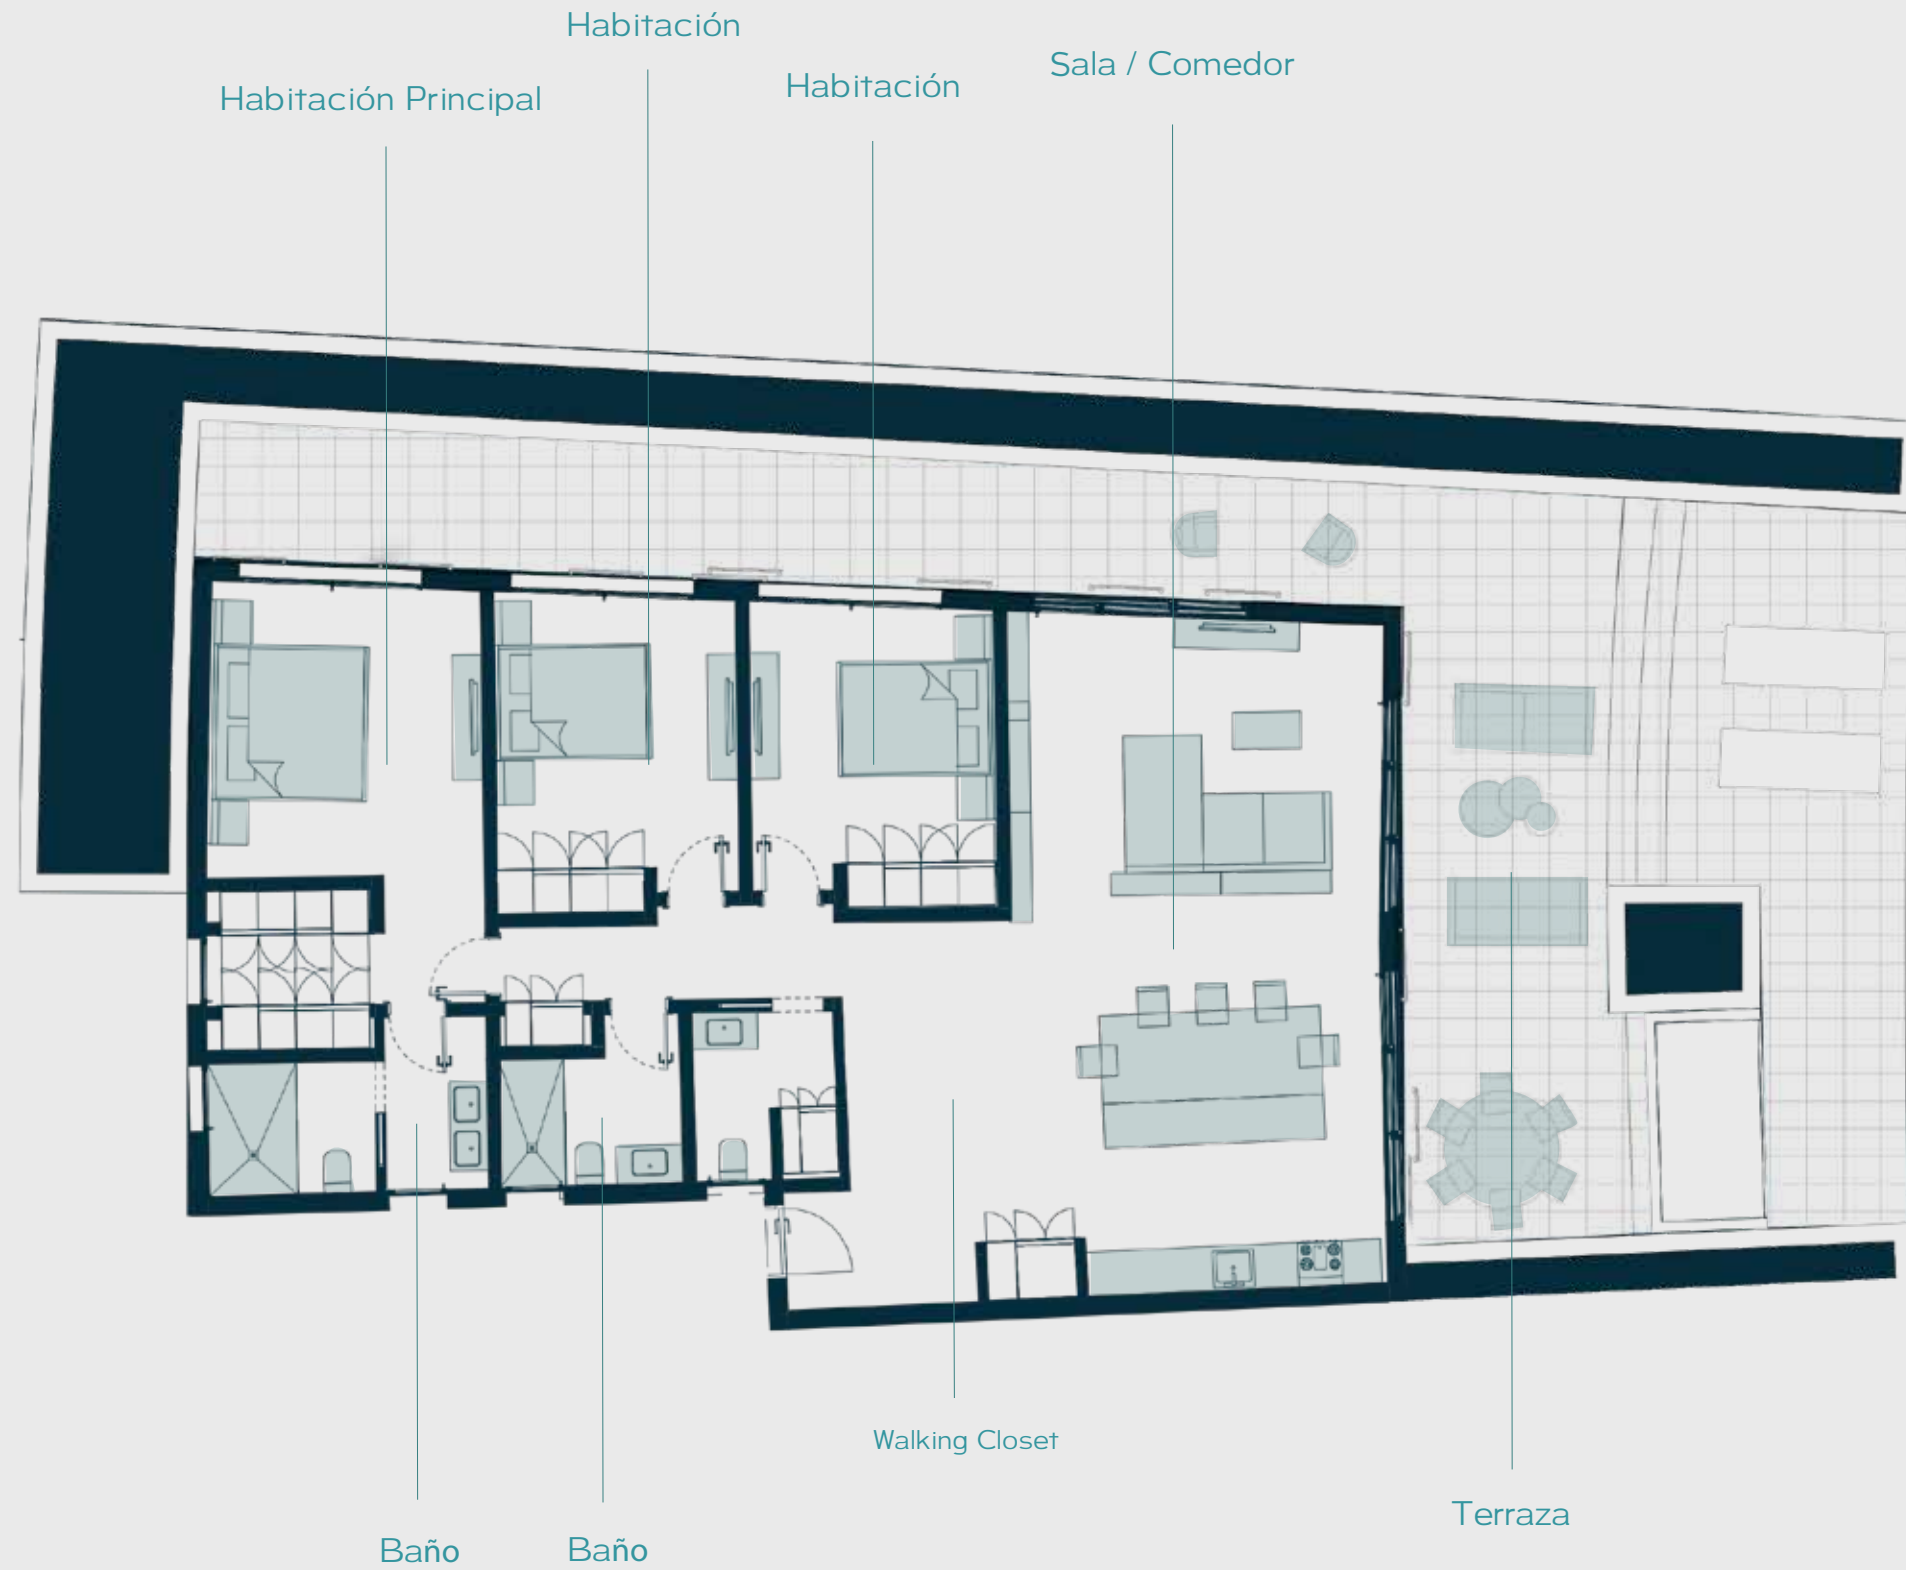 Habitación
Sala / Comedor
Habitación
Habitación Principal
Walking Closet
Terraza
Baño
Baño